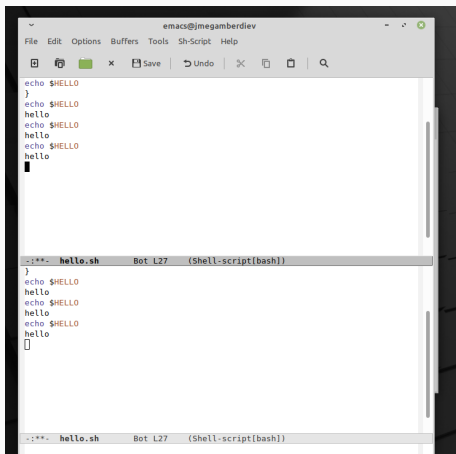 emacs@jmegamberdiev
File Edit Options Buffers Tools Sh-Script Help
Save Undo
echo $HELLO
}
echo $HELLO
hello
echo $HELLO
hello
echo $HELLO
hello
-:**- hello.sh Bot L27 (Shell-script[bash])
}
echo $HELLO
hello
echo $HELLO
hello
echo $HELLO
hello
-:**- hello.sh Bot L27 (Shell-script[bash])